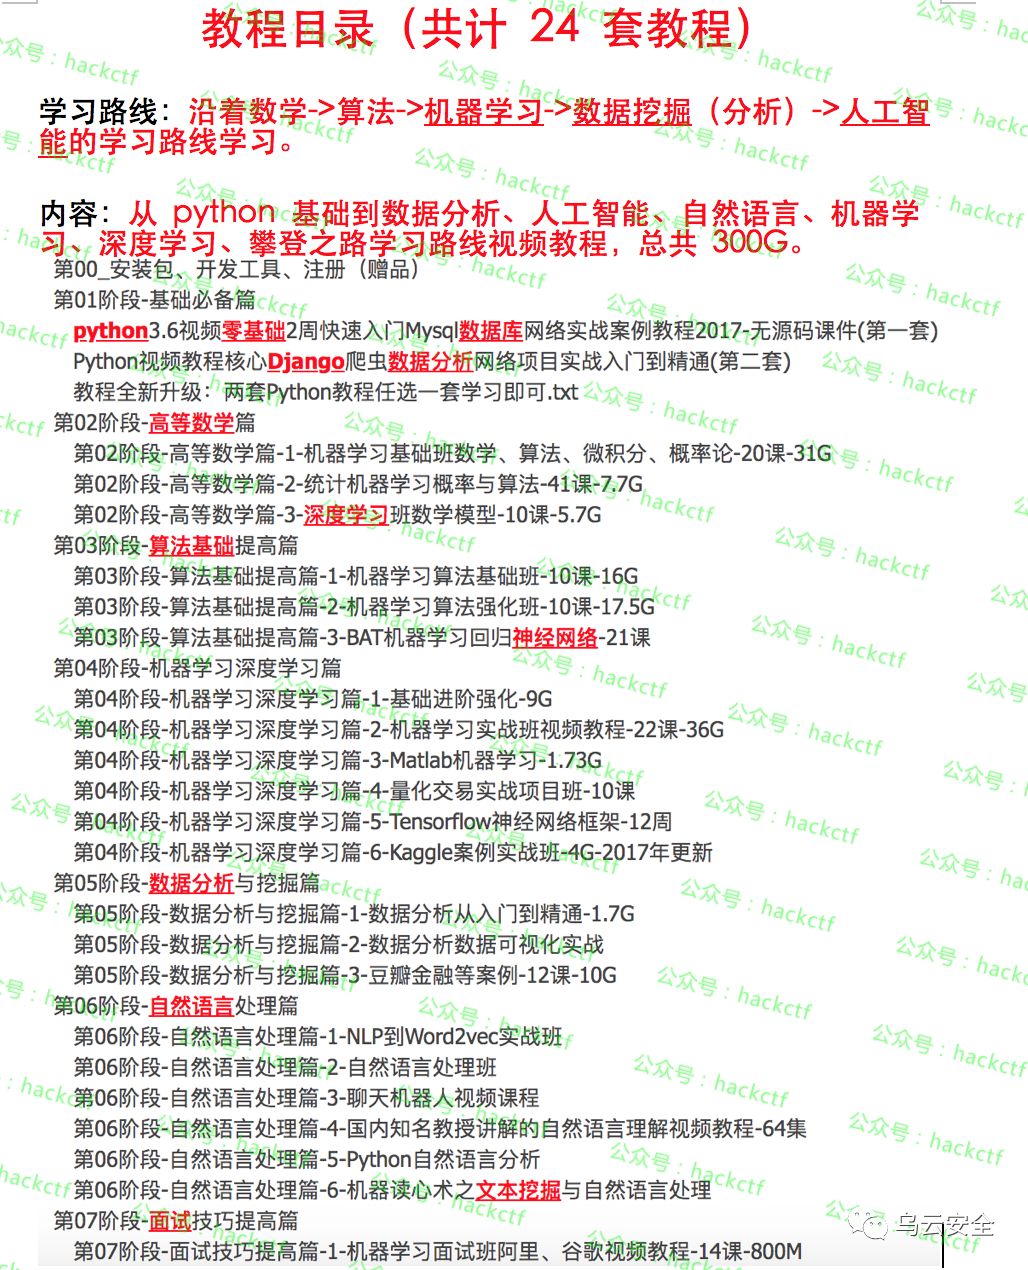 教程目录（共计 24 套教程）
学习路线：沿着数学->算法->机器学习->数据挖掘（分析）->人工智
能的学习路线学习。
内容：从 python 基础到数据分析、人工智能、自然语言、机器学
习、深度学习、攀登之路学习路线视频教程，总共 300G。
第00_安装包、开发工具、注册（赠品）
第01阶段-基础必备篇
python3.6视频零基础2周快速入门Mysql数据库网络实战案例教程2017-无源码课件(第一套)
Python视频教程核心Django爬虫数据分析网络项目实战入门到精通(第二套)
教程全新升级：两套Python教程任选一套学习即可.txt
第02阶段-高等数学篇
第02阶段-高等数学篇-1-机器学习基础班数学、算法、微积分、概率论-20课-31G
第02阶段-高等数学篇-2-统计机器学习概率与算法-41课-7.7G
第02阶段-高等数学篇-3-深度学习班数学模型-10课-5.7G
第03阶段-算法基础提高篇
第03阶段-算法基础提高篇-1-机器学习算法基础班-10课-16G
第03阶段-算法基础提高篇-2-机器学习算法强化班-10课-17.5G
第03阶段-算法基础提高篇-3-BAT机器学习回归神经网络-21课
第04阶段-机器学习深度学习篇
第04阶段-机器学习深度学习篇-1-基础进阶强化-9G
第04阶段-机器学习深度学习篇-2-机器学习实战班视频教程-22课-36G
第04阶段-机器学习深度学习篇-3-Matlab机器学习-1.73G
第04阶段-机器学习深度学习篇-4-量化交易实战项目班-10课
第04阶段-机器学习深度学习篇-5-Tensorflow神经网络框架-12周
第04阶段-机器学习深度学习篇-6-Kaggle案例实战班-4G-2017年更新
第05阶段-数据分析与挖掘篇
第05阶段-数据分析与挖掘篇-1-数据分析从入门到精通-1.7G
第05阶段-数据分析与挖掘篇-2-数据分析数据可视化实战
第05阶段-数据分析与挖掘篇-3-豆瓣金融等案例-12课-10G
第06阶段-自然语言处理篇
第06阶段-自然语言处理篇-1-NLP到Word2vec实战班
第06阶段-自然语言处理篇-2-自然语言处理班
第06阶段-自然语言处理篇-3-聊天机器人视频课程
第06阶段-自然语言处理篇-4-国内知名教授讲解的自然语言理解视频教程-64集
第06阶段-自然语言处理篇-5-Python自然语言分析
第06阶段-自然语言处理篇-6-机器读心术之文本挖掘与自然语言处理
第07阶段-面试技巧提高篇
第07阶段-面试技巧提高篇-1-机器学习面试班阿里、谷歌视频教程-14课-800M
公众号：hackctf
乌云安全